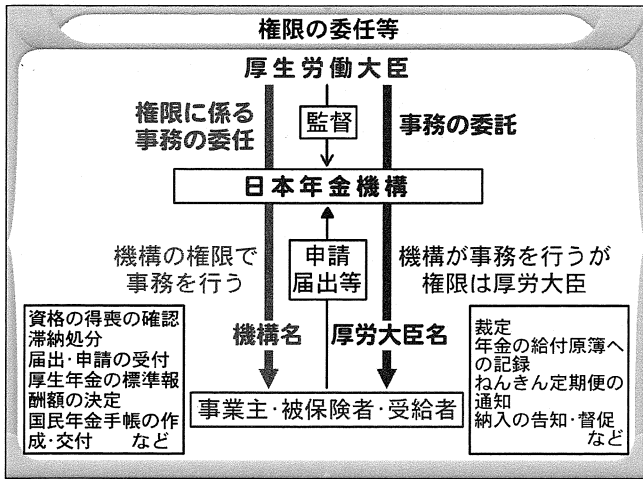 権限の委任等
厚生労働大臣
権限に係る
事務の委任
監督
事務の委託
日本年金機構
機構の権限で
事務を行う
申請
届出等
機構が事務を行うが
権限は厚労大臣
資格の得喪の確認
滞納処分
届出・申請の受付
厚生年金の標準報
酬額の決定
国民年金手帳の作
成・交付 など
機構名
厚労大臣名
裁定
年金の給付原簿へ
の記録
ねんきん定期便の
通知
納入の告知・督促
など
事業主・被保険者・受給者